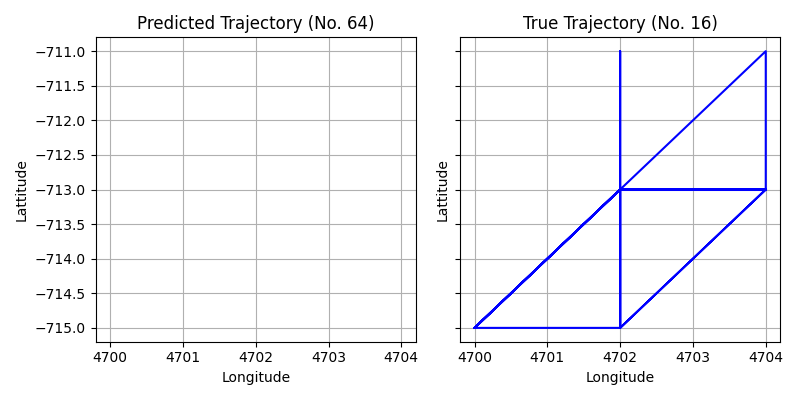 Predicted Trajectory (No. 64)
True Trajectory (No. 16)
−711.0
−711.5
−712.0
−712.5
−713.0
−713.5
−714.0
−714.5
−715.0
Lattitude
Lattitude
4700 4701 4702 4703 4704
4700 4701 4702 4703 4704
Longitude
Longitude